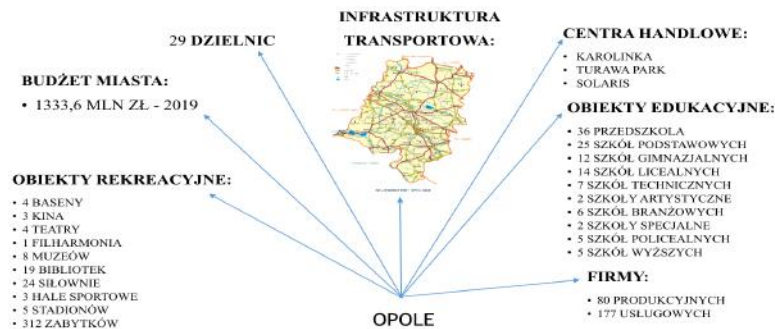 INFRASTRUKTURA
TRANSPORTOWA:
29 DZIELNIC
BUDŻET MIASTA:
• 1333,6 MLN ZŁ - 2019
OBIEKTY REKREACYJNE:
• 4 BASENY
• 3 KINA
• 4 TEATRY
• 1 FILHARMONIA
• 8 MUZEÓW
• 19 BIBLIOTEK
• 24 SIŁOWNIE
• 3 HALE SPORTOWE
• 5 STADIONÓW
• 312 ZABYTKÓW
CENTRA HANDLOWE:
• KAROLINKA
• TURAWA PARK
• SOLARIS
OBIEKTY EDUKACYJNE:
• 36 PRZEDSZKOLA
• 25 SZKÓŁ PODSTAWOWYCH
• 12 SZKÓŁ GIMNAZJALNYCH
• 14 SZKÓŁ LICEALNYCH
• 7 SZKÓŁ TECHNICZNYCH
• 2 SZKOŁY ARTYSTYCZNE
• 6 SZKÓŁ BRANŻOWYCH
• 2 SZKOŁY SPECJALNE
• 5 SZKÓŁ POLICEALNYCH
• 5 SZKÓŁ WYŻSZYCH
FIRMY:
• 80 PRODUKCYJNYCH
• 177 USŁUGOWYCH
OPOLE